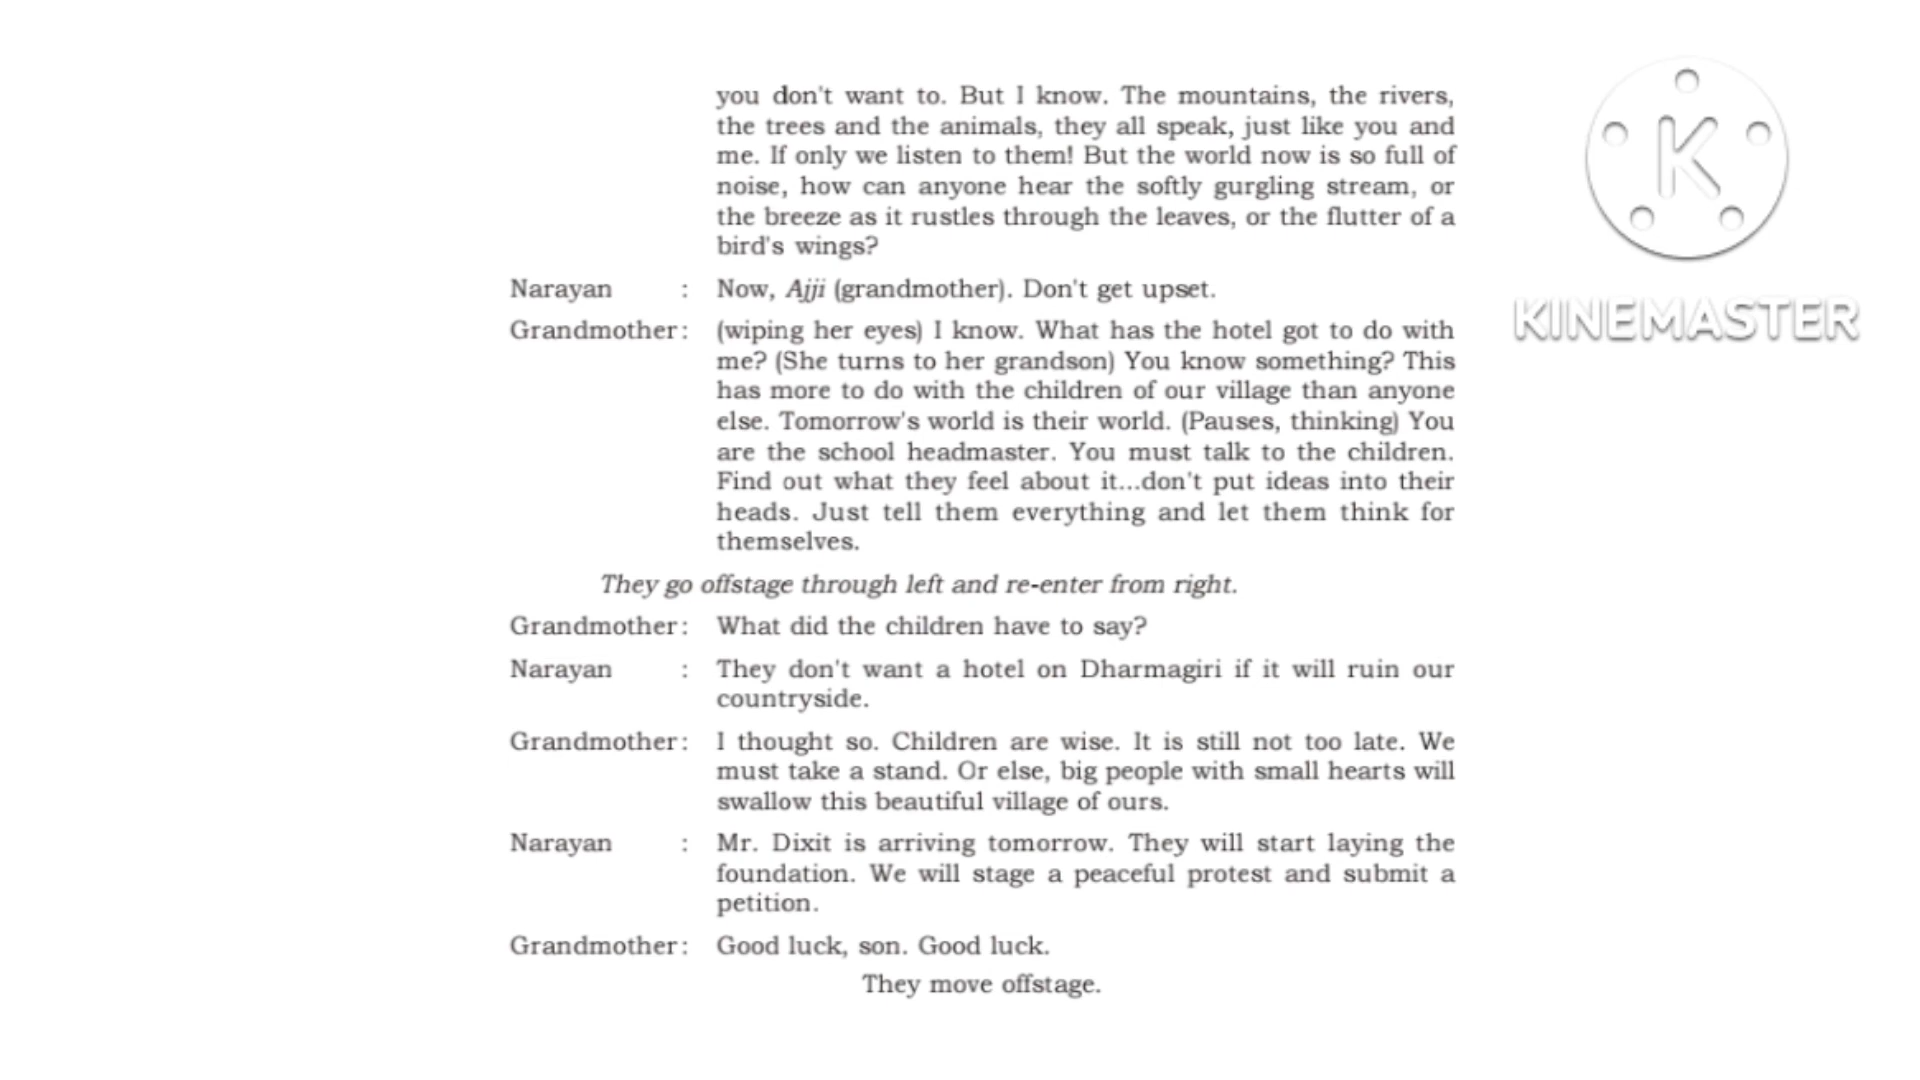 you don't want to. But I know. The mountains, the rivers,
the trees and the animals, they all speak, just like you and
me. If only we listen to them! But the world now is so full of
noise, how can anyone hear the softly gurgling stream, or
the breeze as it rustles through the leaves, or the flutter of a
bird's wings?
Narayan : Now, Ajji (grandmother). Don't get upset.
Grandmother: (wiping her eyes) I know. What has the hotel got to do with
me? (She turns to her grandson) You know something? This
has more to do with the children of our village than anyone
else. Tomorrow's world is their world. (Pauses, thinking) You
are the school headmaster. You must talk to the children.
Find out what they feel about it...don't put ideas into their
heads. Just tell them everything and let them think for
themselves.
They go offstage through left and re-enter from right.
Grandmother: What did the children have to say?
Narayan : They don't want a hotel on Dharmagiri if it will ruin our
countryside.
Grandmother: I thought so. Children are wise. It is still not too late. We
must take a stand. Or else, big people with small hearts will
swallow this beautiful village of ours.
Narayan : Mr. Dixit is arriving tomorrow. They will start laying the
foundation. We will stage a peaceful protest and submit a
petition.
Grandmother: Good luck, son. Good luck.
They move offstage.
K
KINEMASTER